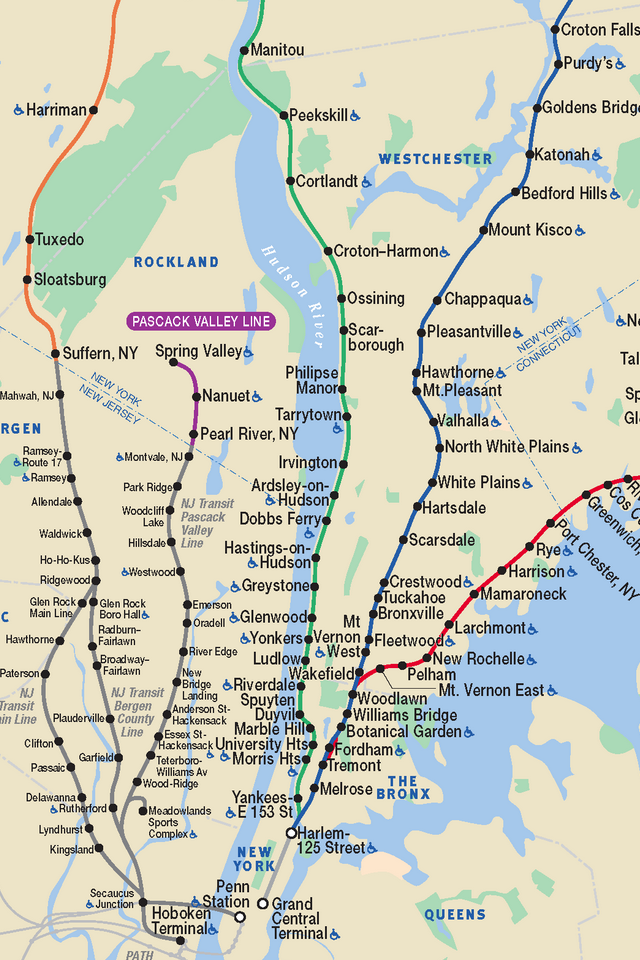 Manitou
Croton Falls
Purdy's
Harriman
Peekskill
Goldens Bridge
WESTCHESTER
Katonah
Cortlandt
Bedford Hills
Mount Kisco
Tuxedo
Croton–Harmon
ROCKLAND
Hudson River
Sloatsburg
Ossining
Chappaqua
PASCACK VALLEY LINE
Scar-
borough
Pleasantville
NEW YORK
CONNECTICUT
Suffern, NY
Spring Valley
Philipse
Manor
Hawthorne
Mt.Pleasant
Mahwah, NJ
NEW YORK
NEW JERSEY
Nanuet
Tarrytown
Valhalla
RGEN
Pearl River, NY
North White Plains
Ramsey-
Route 17
Montvale, NJ
Irvington
Ramsey
Park Ridge
Ardsley-on-
Hudson
White Plains
Allendale
Woodcliff
Lake
NJ Transit
Pascack
Valley
Line
Dobbs Ferry
Hartsdale
Greenwich,
Cos C
Port Chester, NY
Waldwick
Hillsdale
Scarsdale
Rye
Hastings-on-
Hudson
Ho-Ho-Kus
Westwood
Harrison
Ridgewood
Greystone
Crestwood
Mamaroneck
Tuckahoe
Glen Rock
Main Line
Glen Rock
Boro Hall
Emerson
Glenwood
Bronxville
Oradell
Larchmont
Hawthorne
Radburn-
Fairlawn
Yonkers
Mt
Vernon
West
Fleetwood
River Edge
Ludlow
New Rochelle
Broadway-
Fairlawn
Wakefield
Pelham
Paterson
New
Bridge
Landing
Riverdale
Mt. Vernon East
NJ
Transit
ain Line
NJ Transit
Bergen
County
Line
Spuyten
Duyvil
Woodlawn
Plauderville
Anderson St-
Hackensack
Williams Bridge
Marble Hill
Botanical Garden
Clifton
Essex St-
Hackensack
University Hts
Fordham
Garfield
Teterboro-
Williams Av
Morris Hts
Tremont
Passaic
Wood-Ridge
THE
BRONX
Melrose
Delawanna
Yankees–
E 153 St
Rutherford
Meadowlands
Sports
Complex
Lyndhurst
Harlem-
125 Street
Kingsland
NEW
YORK
Secaucus
Junction
Penn
Station
Grand
Central
Terminal
Hoboken
Terminal
QUEENS
PATH